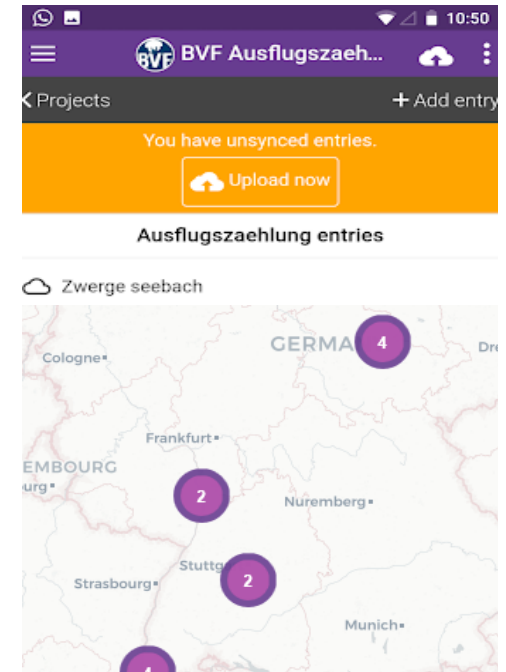 10:50
BVF BVF Ausflugszaeh...
Projects
+ Add entry
You have unsynced entries.
Upload now
Ausflugszaehlung entries
Zwerge seebach
GERMA 4
Cologne
Dre
Frankfurt
EMBOURG
urg
2
Nuremberg
Stuttg
2
Strasbourg
Munich
4